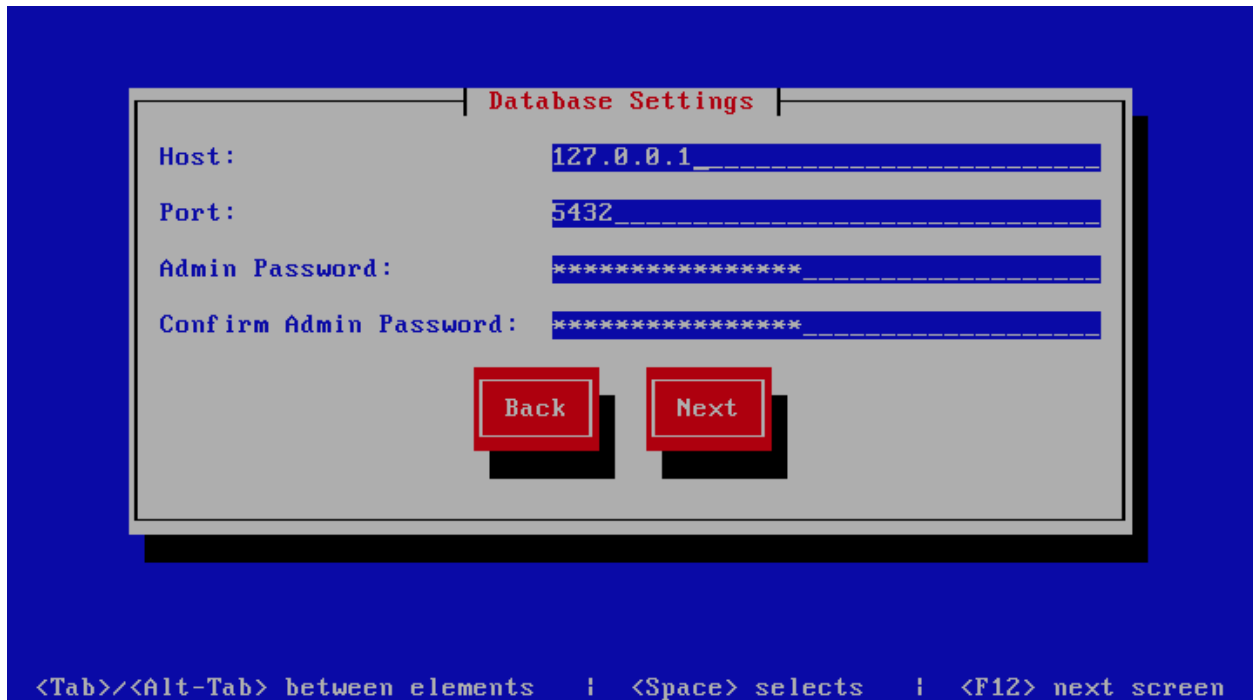 Database Settings
Host: 127.0.0.1
Port: 5432
Admin Password: ****************
Confirm Admin Password: ****************
Back Next
<Tab>/<Alt-Tab> between elements | <Space> selects | <F12> next screen